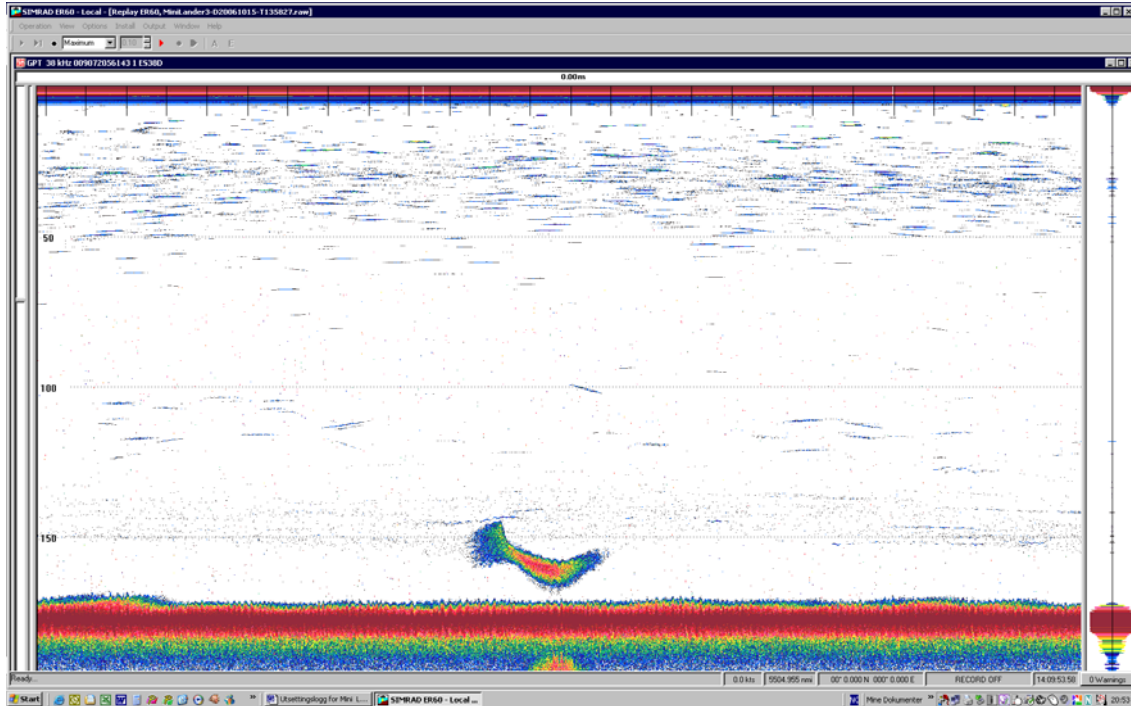 SIMRAD ER60 - Local - [Replay ER60, MiniLander3-D20061015-T135827.raw]
Operation View Options Install Output Window Help
Maximum A E
GPT 38 kHz 009072056143 1 ES38D
0.00m
50
100
150
Ready... 0.0 kts 5504.955 nmi 00° 0.000 N 000° 0.000 E RECORD OFF 14:09:53.58 0 Warnings
Start Utsettingslogg for Mini L... SIMRAD ER60 - Local ... Mine Dokumenter 20:53